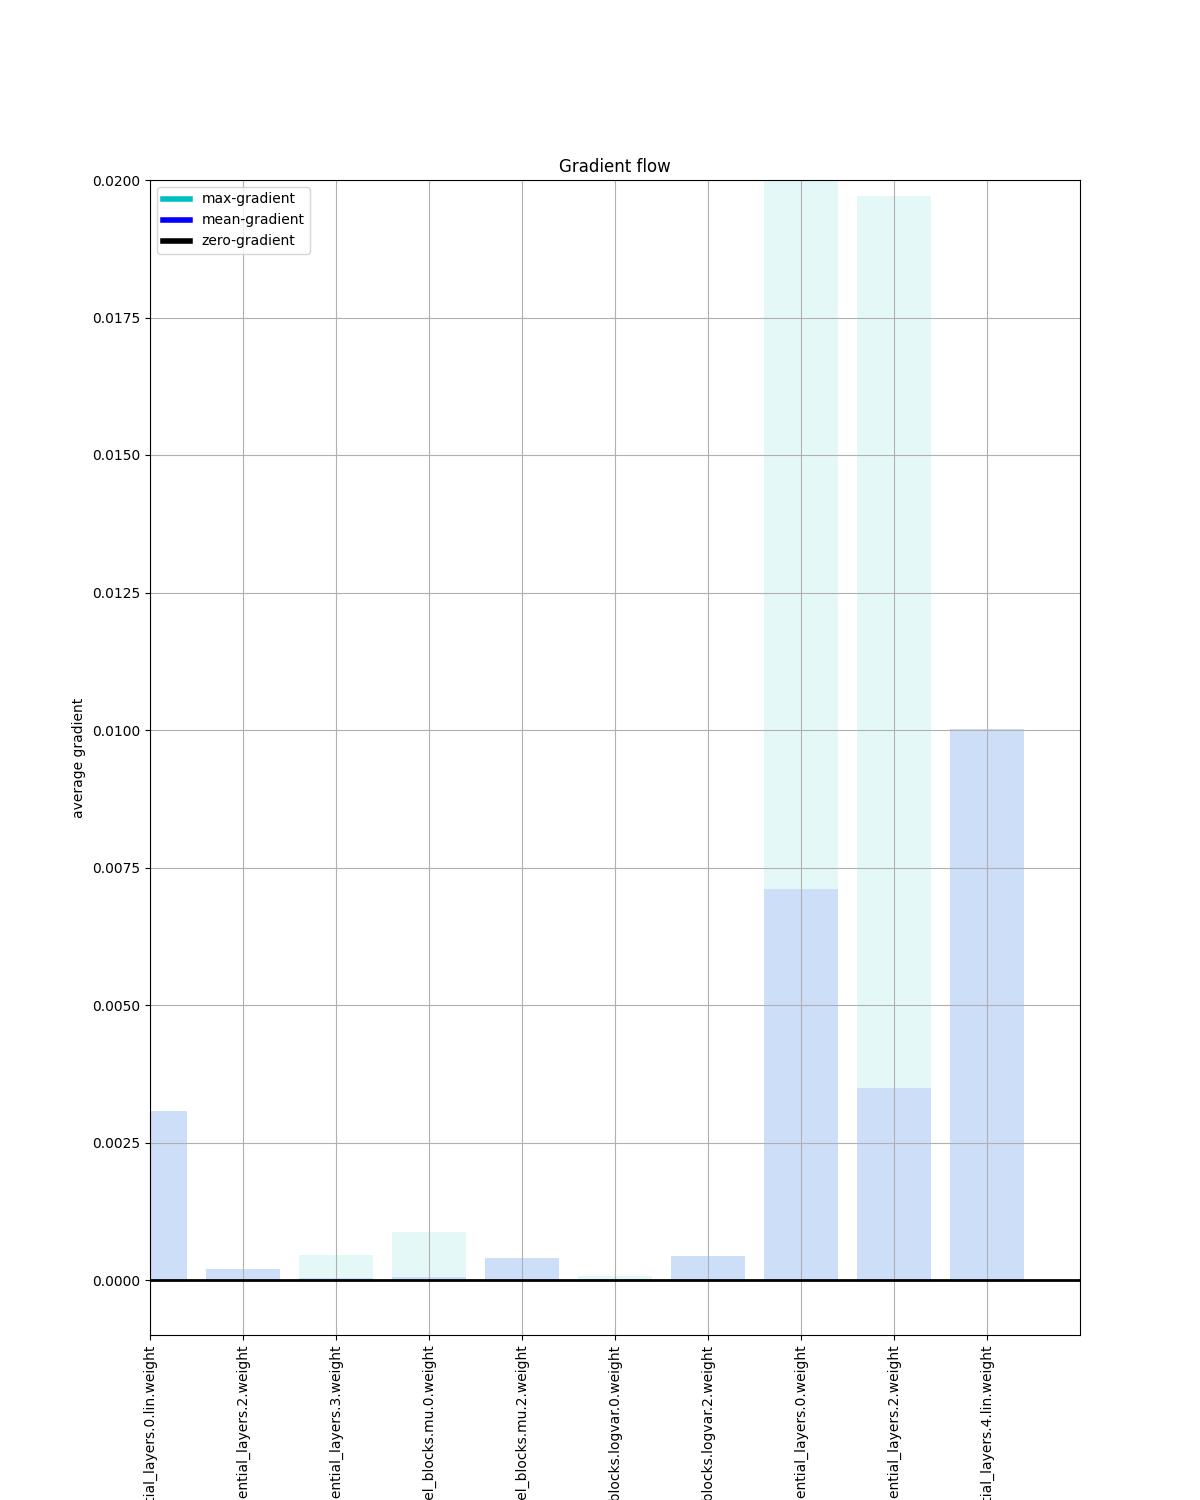 Gradient flow
max-gradient
mean-gradient
zero-gradient
0.0200
0.0175
0.0150
0.0125
0.0100
0.0075
0.0050
0.0025
0.0000
average gradient
tial_layers.0.lin.weight
ential_layers.2.weight
ential_layers.3.weight
el_blocks.mu.0.weight
el_blocks.mu.2.weight
blocks.logvar.0.weight
blocks.logvar.2.weight
ential_layers.0.weight
ential_layers.2.weight
tial_layers.4.lin.weight